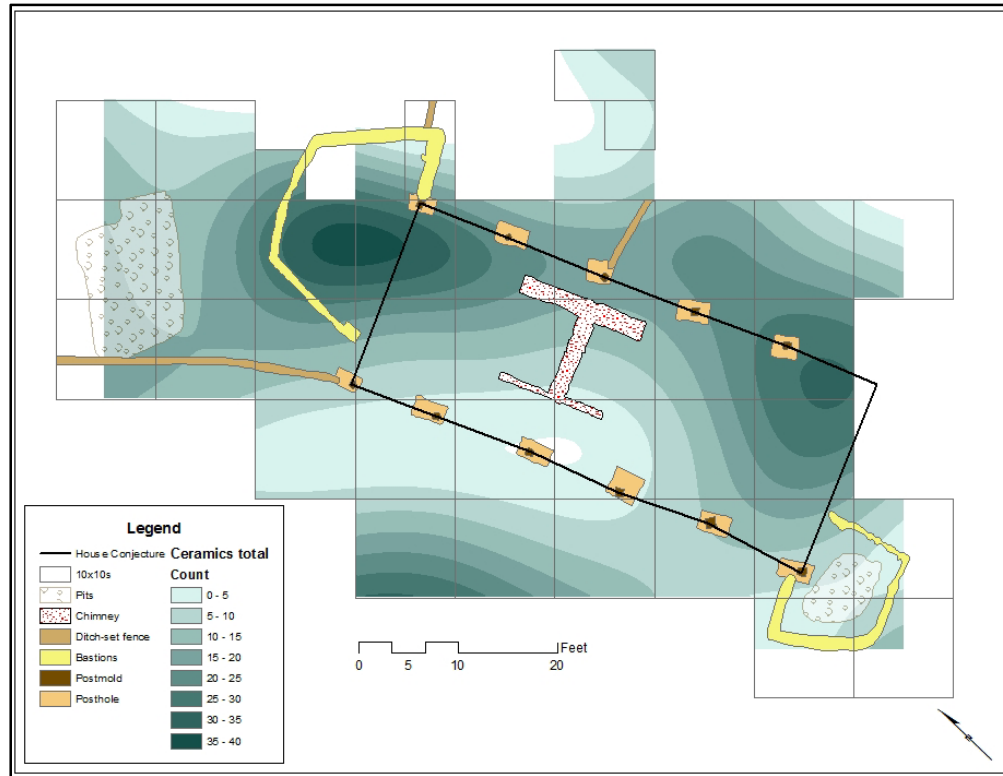 Legend
House Conjecture
10x10s
Pits
Chimney
Ditch-set fence
Bastions
Postmold
Posthole
Ceramics total
Count
0 - 5
5 - 10
10 - 15
15 - 20
20 - 25
25 - 30
30 - 35
35 - 40
Feet
0 5 10 20